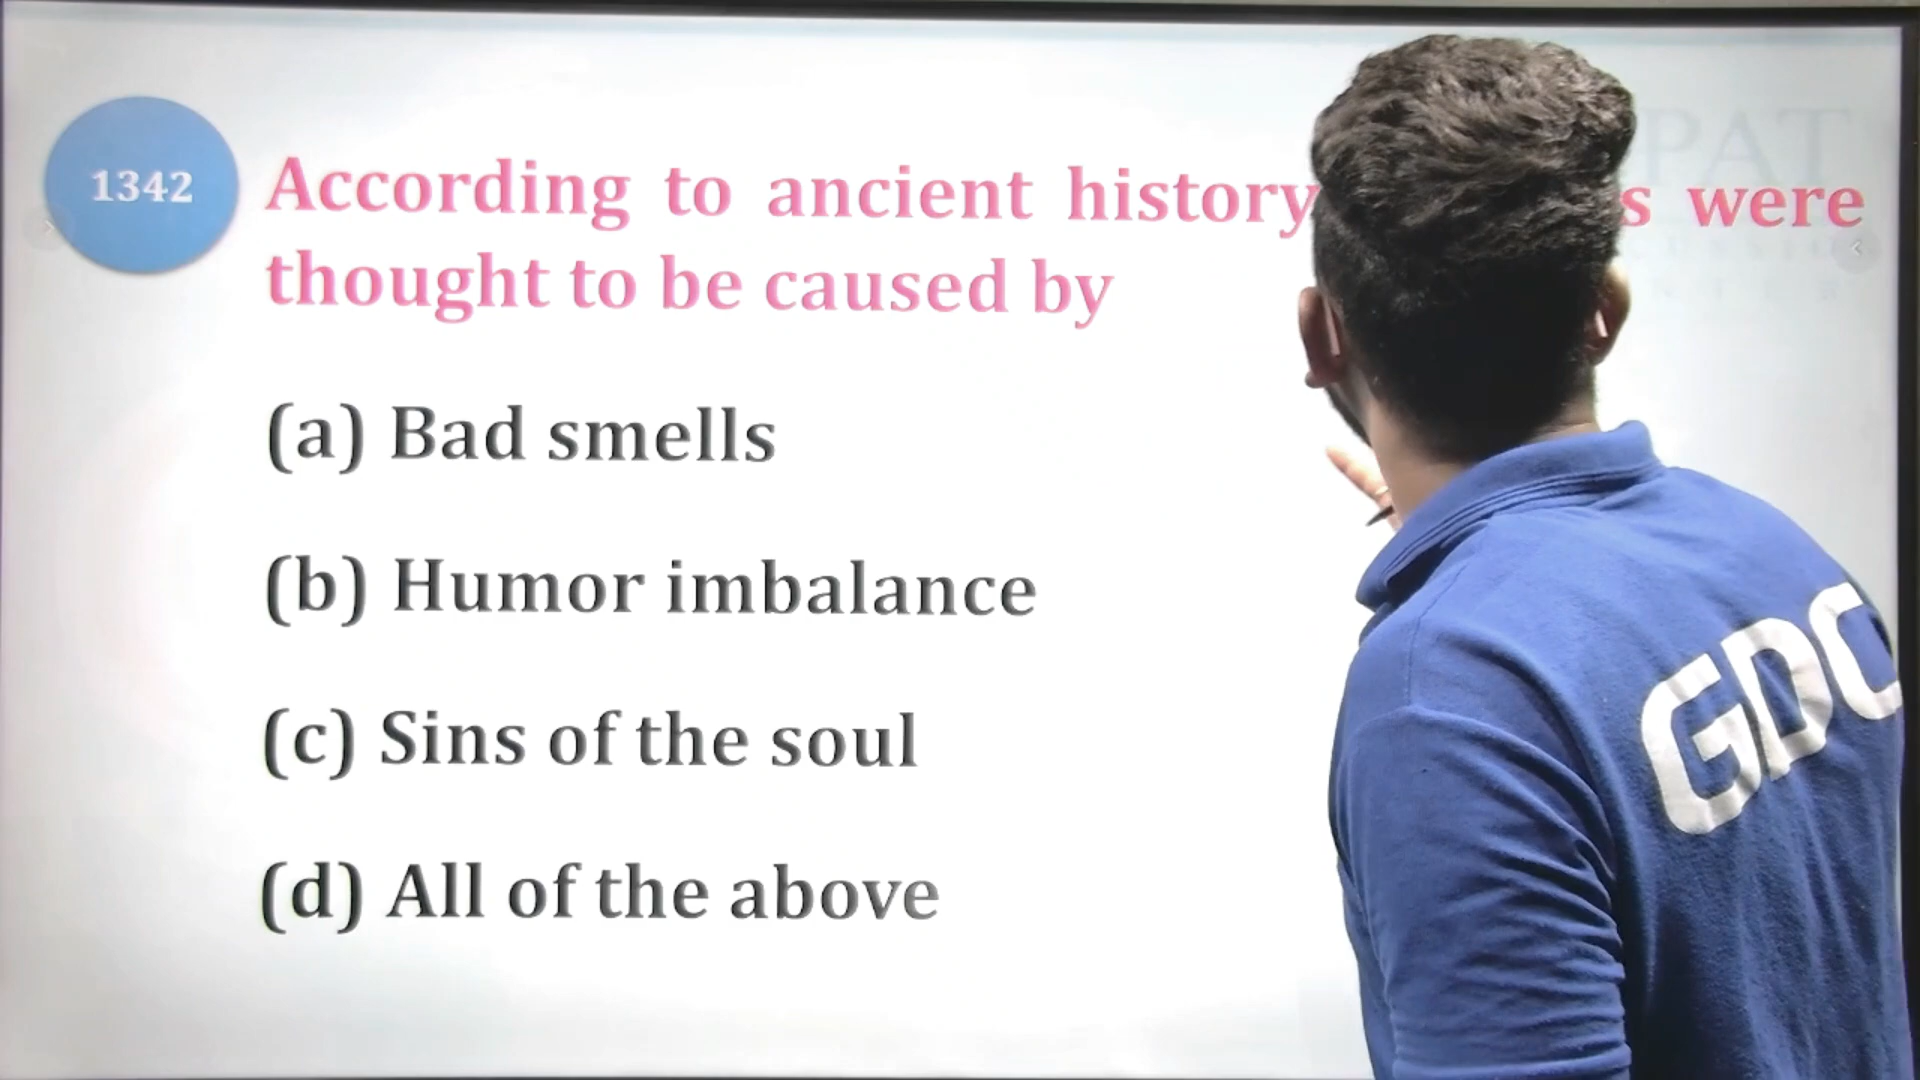 1342
According to ancient history s were
thought to be caused by
(a) Bad smells
(b) Humor imbalance
(c) Sins of the soul
(d) All of the above
PAT
GDC